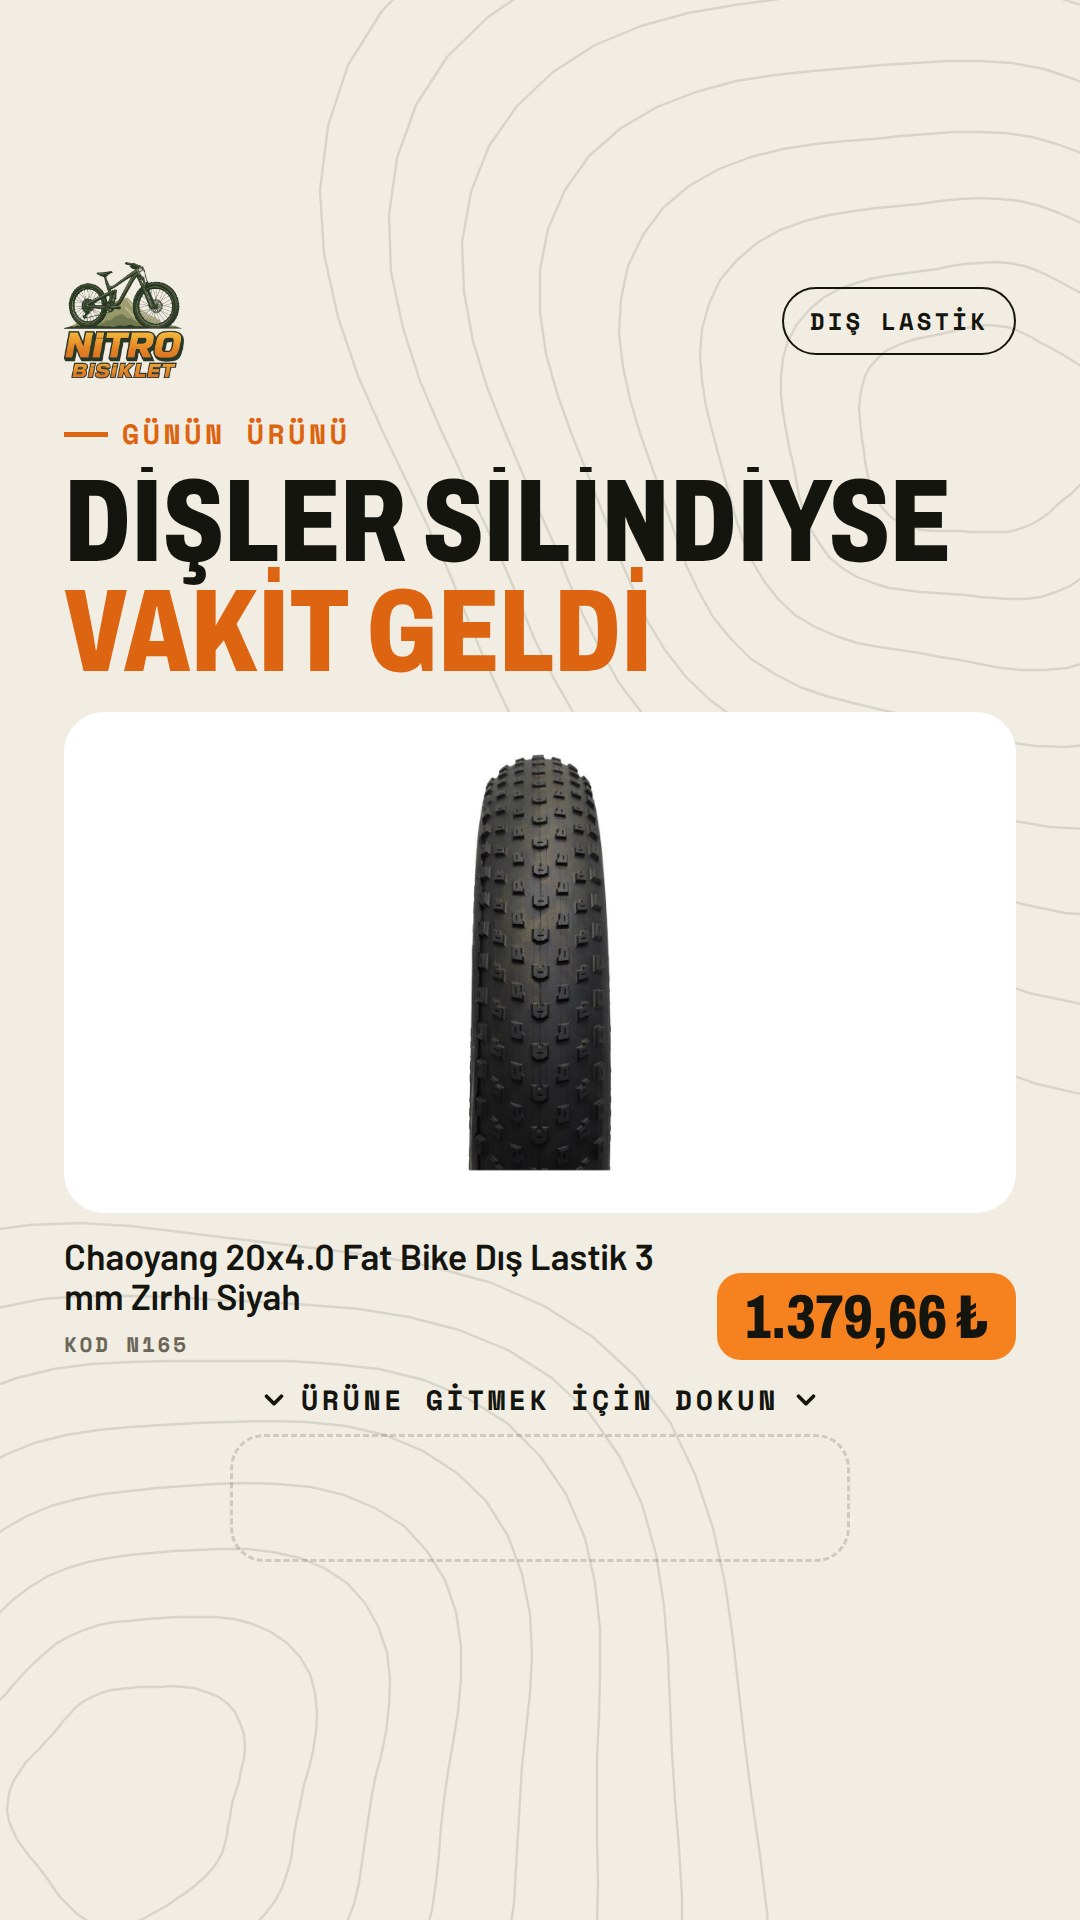 NiTRO
BiSiKLET
DIŞ LASTİK
GÜNÜN ÜRÜNÜ
DİŞLER SİLİNDİYSE
VAKİT GELDİ
Chaoyang 20x4.0 Fat Bike Dış Lastik 3
mm Zırhlı Siyah
KOD N165
1.379,66 ₺
ÜRÜNE GİTMEK İÇİN DOKUN